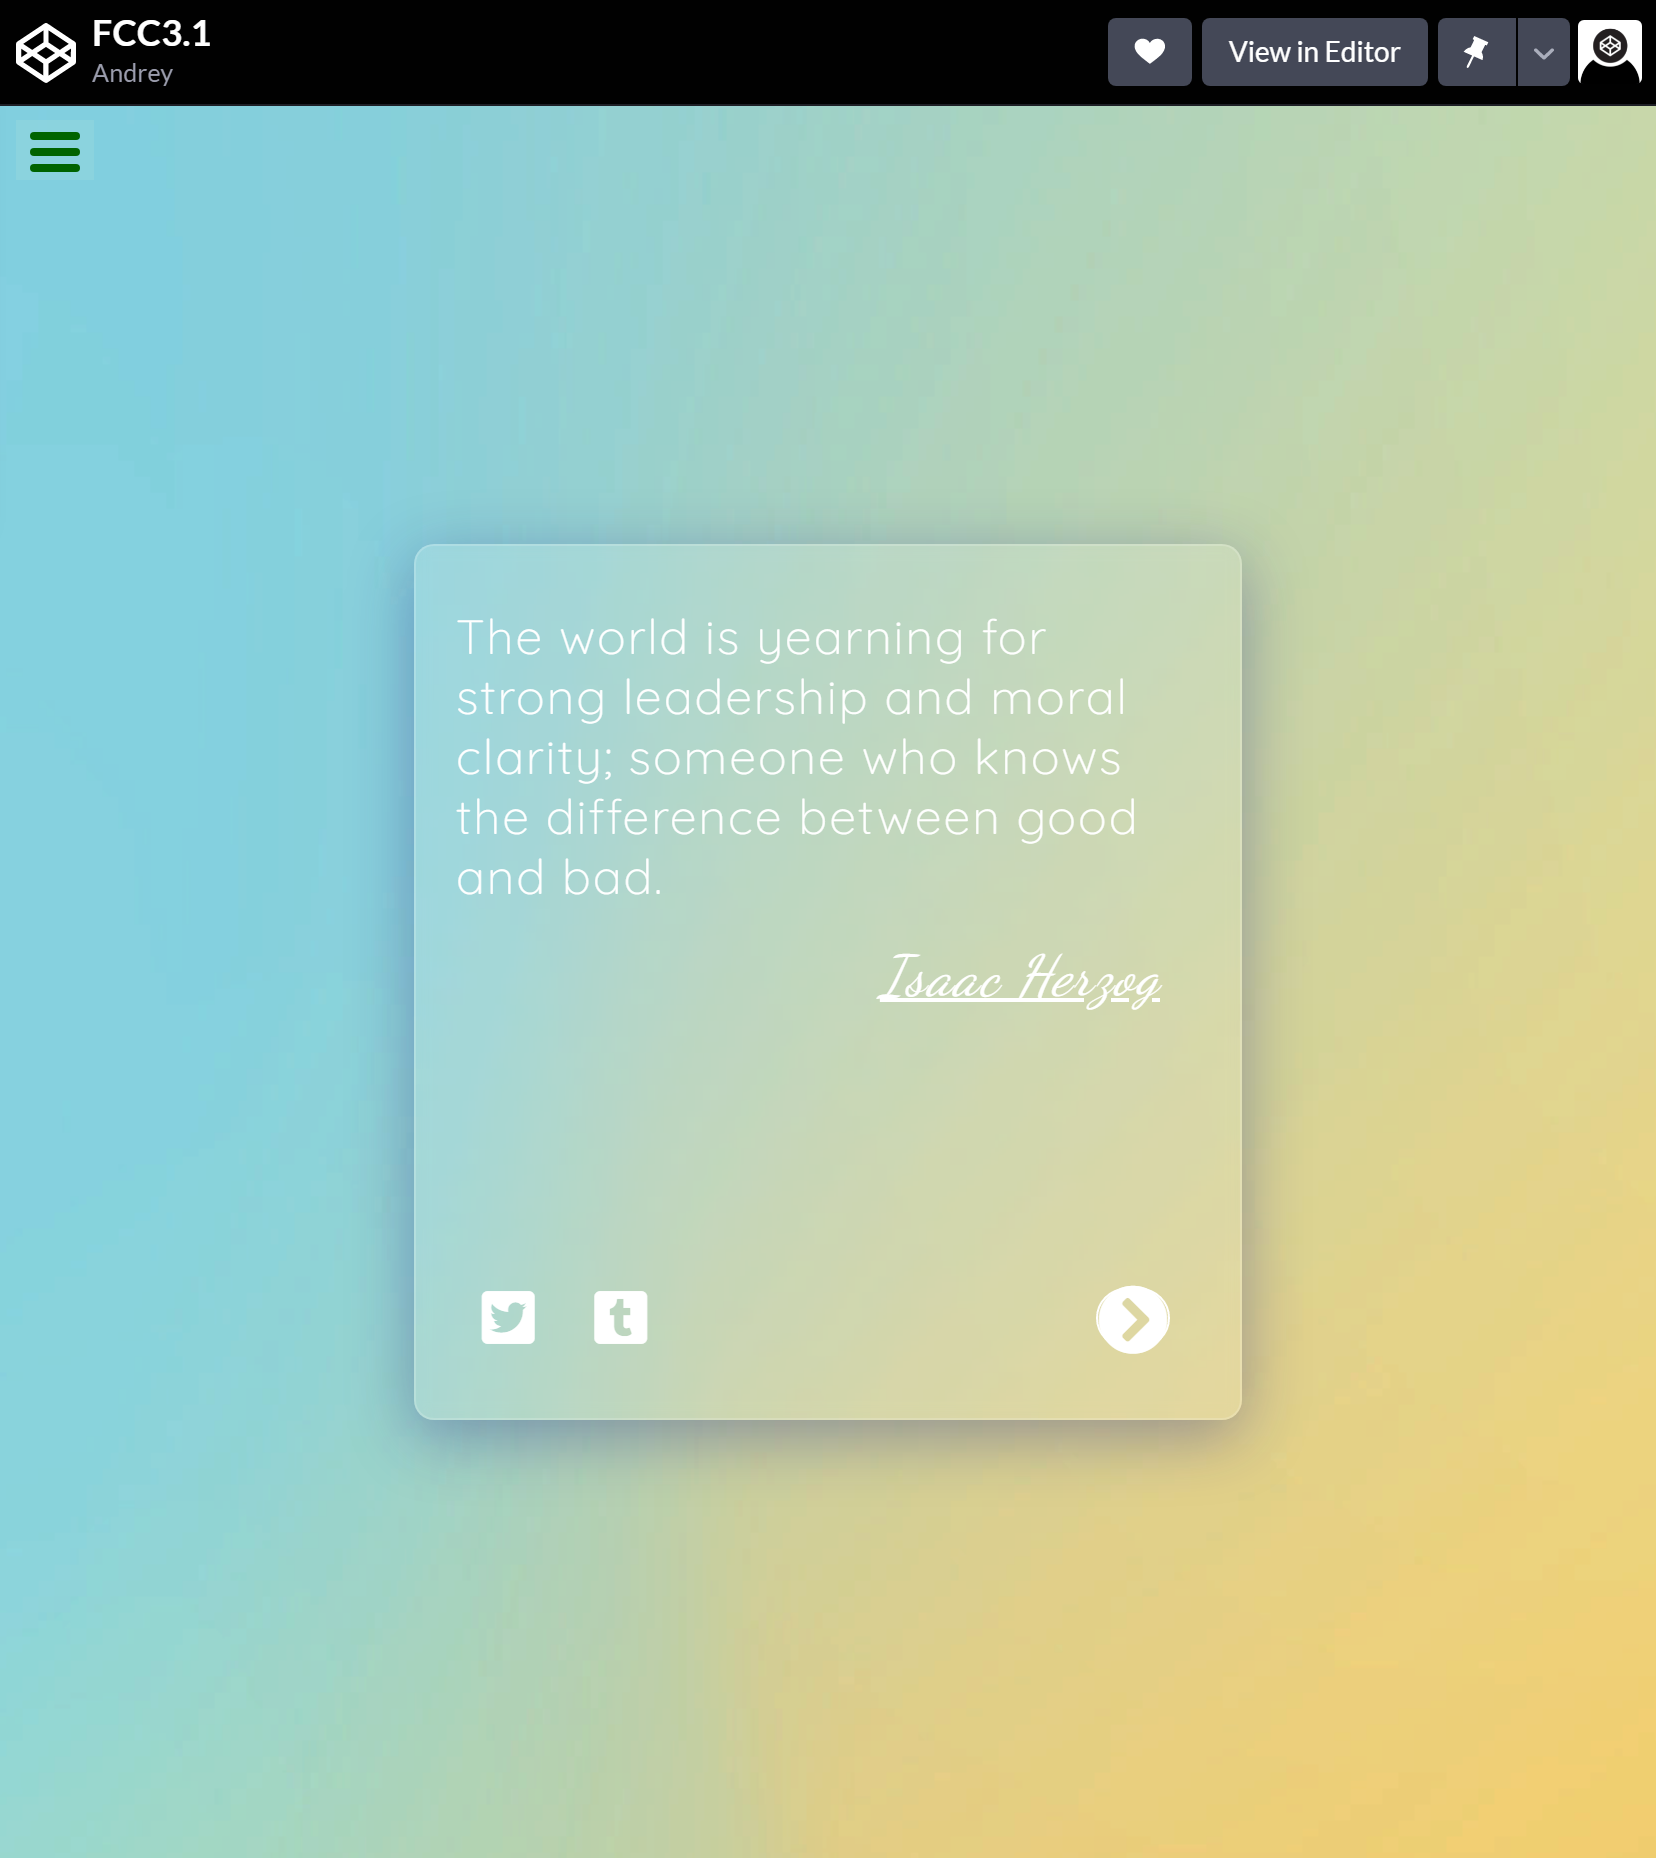 FCC3.1
Andrey
View in Editor
The world is yearning for
strong leadership and moral
clarity; someone who knows
the difference between good
and bad.
Isaac Herzog